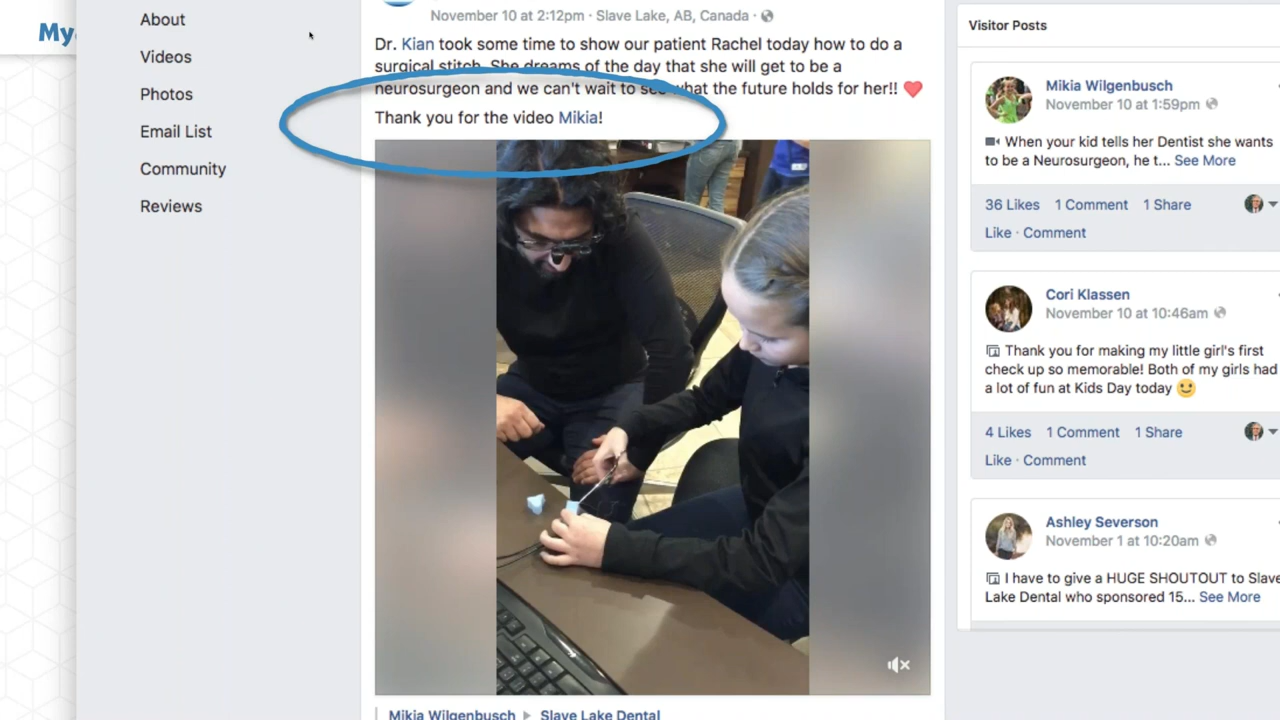 My
About
Videos
Photos
Email List
Community
Reviews
November 10 at 2:12pm · Slave Lake, AB, Canada ·
Dr. Kian took some time to show our patient Rachel today how to do a
surgical stitch. She dreams of the day that she will get to be a
neurosurgeon and we can't wait to see what the future holds for her!! ❤️
Thank you for the video Mikia!
Mikia Wilgenbusch ▶ Slave Lake Dental
Visitor Posts
Mikia Wilgenbusch
November 10 at 1:59pm
When your kid tells her Dentist she wants
to be a Neurosurgeon, he t... See More
36 Likes 1 Comment 1 Share
Like · Comment
Cori Klassen
November 10 at 10:46am
Thank you for making my little girl's first
check up so memorable! Both of my girls had
a lot of fun at Kids Day today 🙂
4 Likes 1 Comment 1 Share
Like · Comment
Ashley Severson
November 1 at 10:20am
I have to give a HUGE SHOUTOUT to Slave
Lake Dental who sponsored 15... See More